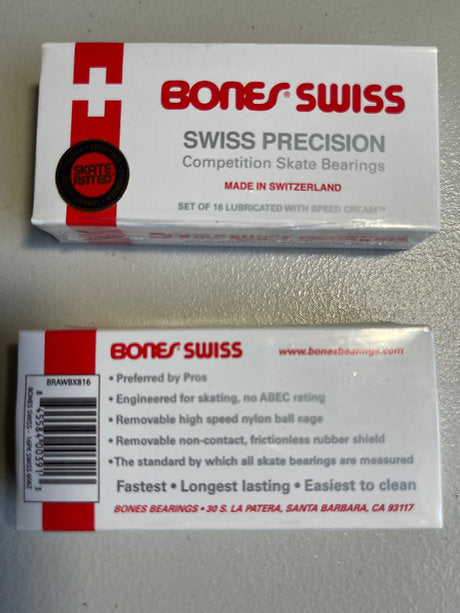 BONES® SWISS
SWISS PRECISION
Competition Skate Bearings
MADE IN SWITZERLAND
SET OF 16 LUBRICATED WITH SPEED CREAM™
SKATE
RATED
BONES SWISS
www.bonesbearings.com
• Preferred by Pros
• Engineered for skating, no ABEC rating
• Removable high speed nylon ball cage
• Removable non-contact, frictionless rubber shield
• The standard by which all skate bearings are measured
Fastest • Longest lasting • Easiest to clean
BONES BEARINGS • 30 S. LA PATERA, SANTA BARBARA, CA 93117
BRAWBXB16
BONES SWISS